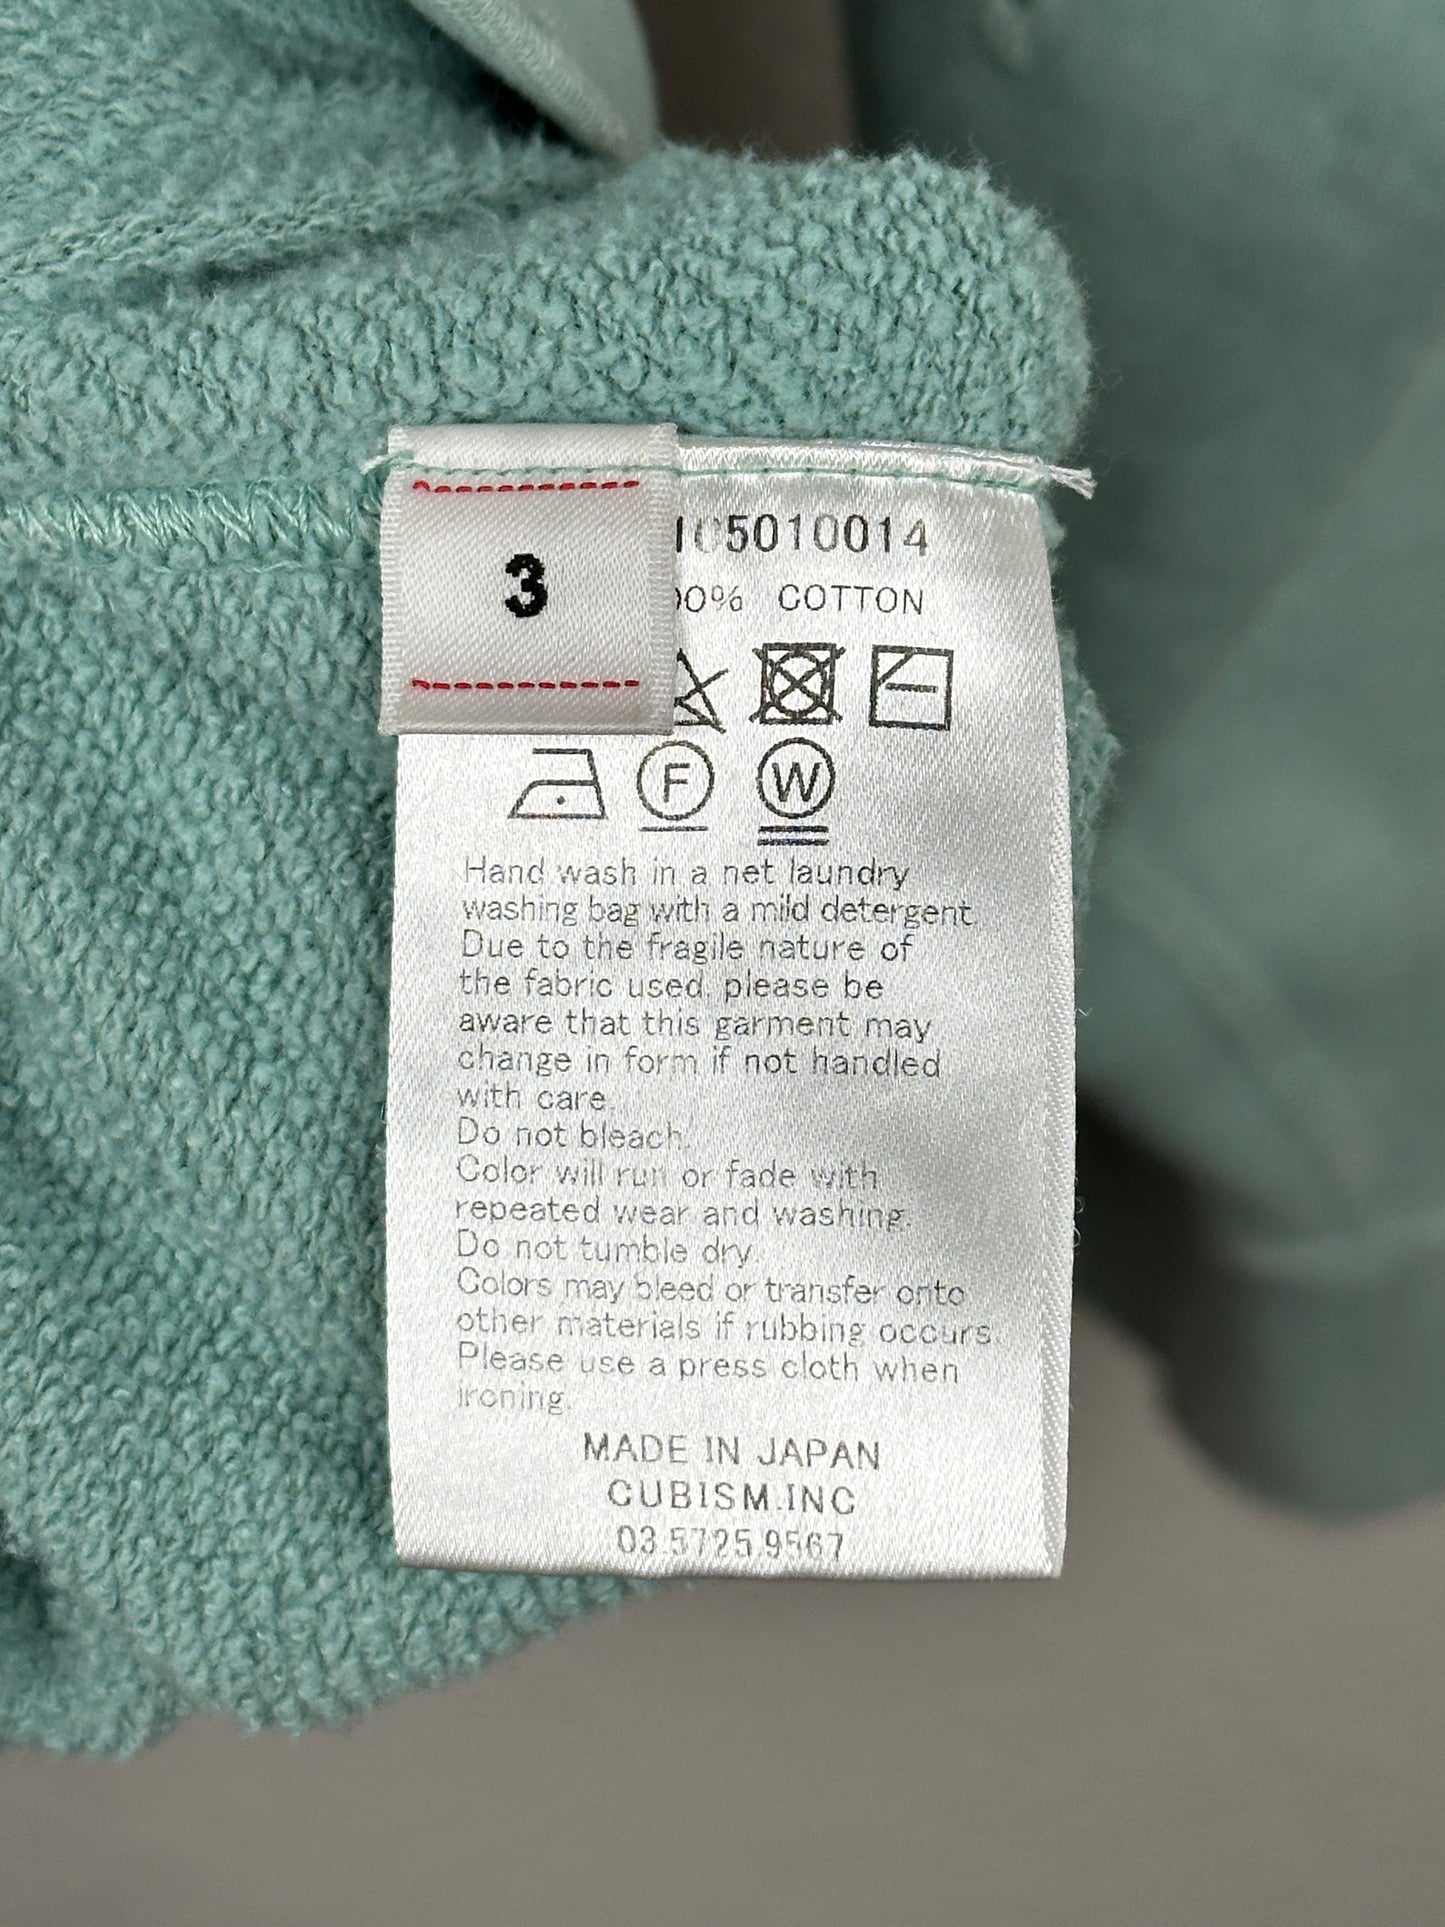 3
105010014
00% COTTON
F W
Hand wash in a net laundry
washing bag with a mild detergent.
Due to the fragile nature of
the fabric used, please be
aware that this garment may
change in form if not handled
with care.
Do not bleach.
Color will run or fade with
repeated wear and washing.
Do not tumble dry.
Colors may bleed or transfer onto
other materials if rubbing occurs.
Please use a press cloth when
ironing.
MADE IN JAPAN
CUBISM.INC
03.5725.9567